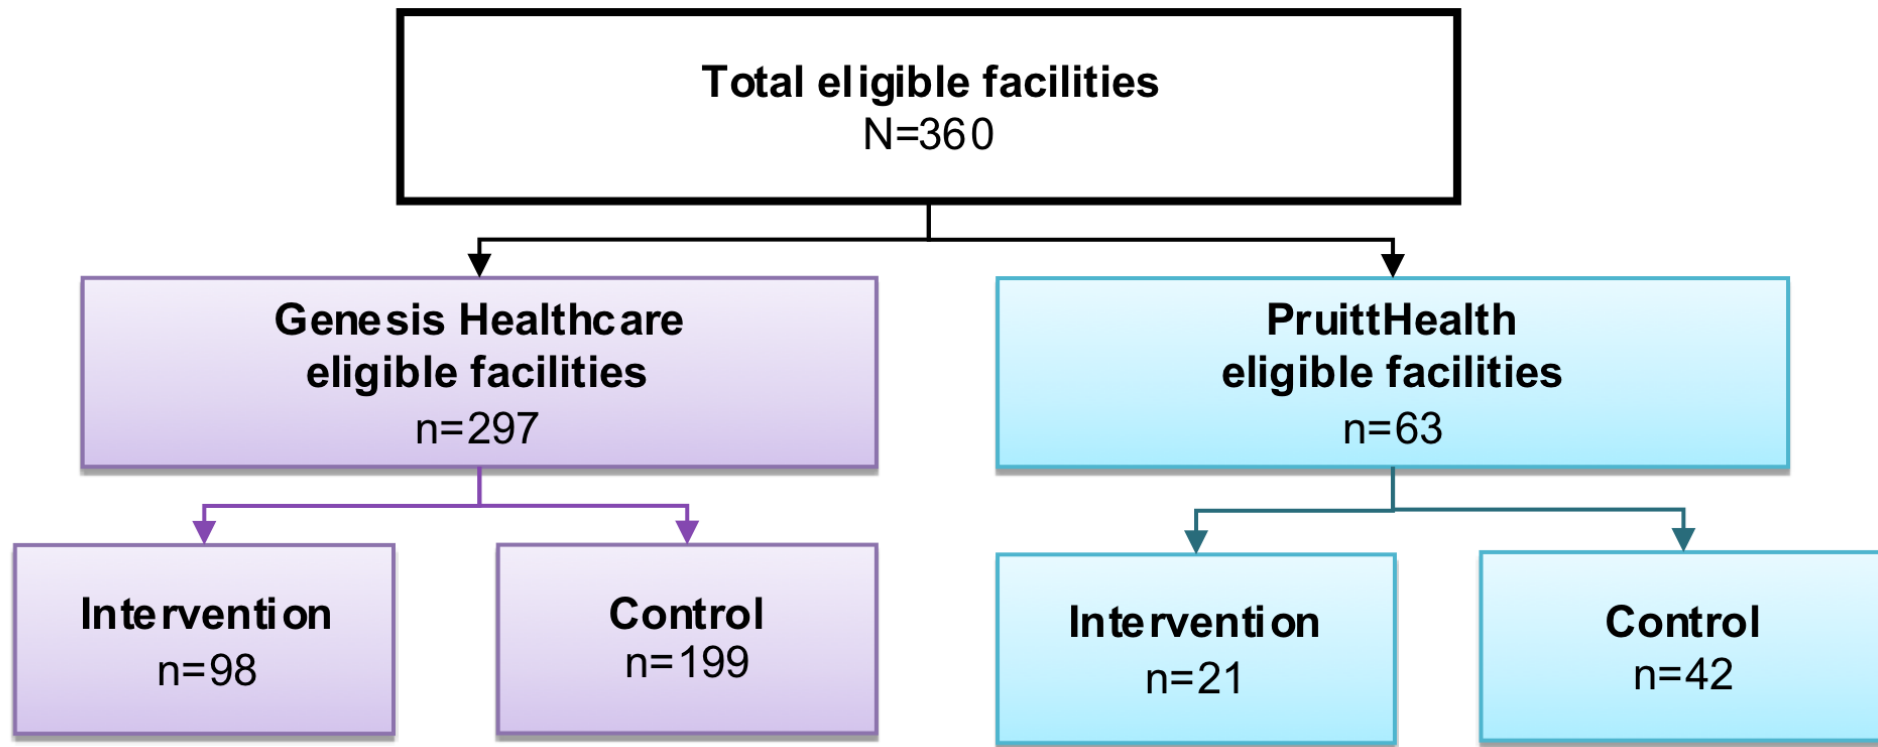 Total eligible facilities
N=360
Genesis Healthcare
eligible facilities
n=297
PruittHealth
eligible facilities
n=63
Intervention
n=98
Control
n=199
Intervention
n=21
Control
n=42